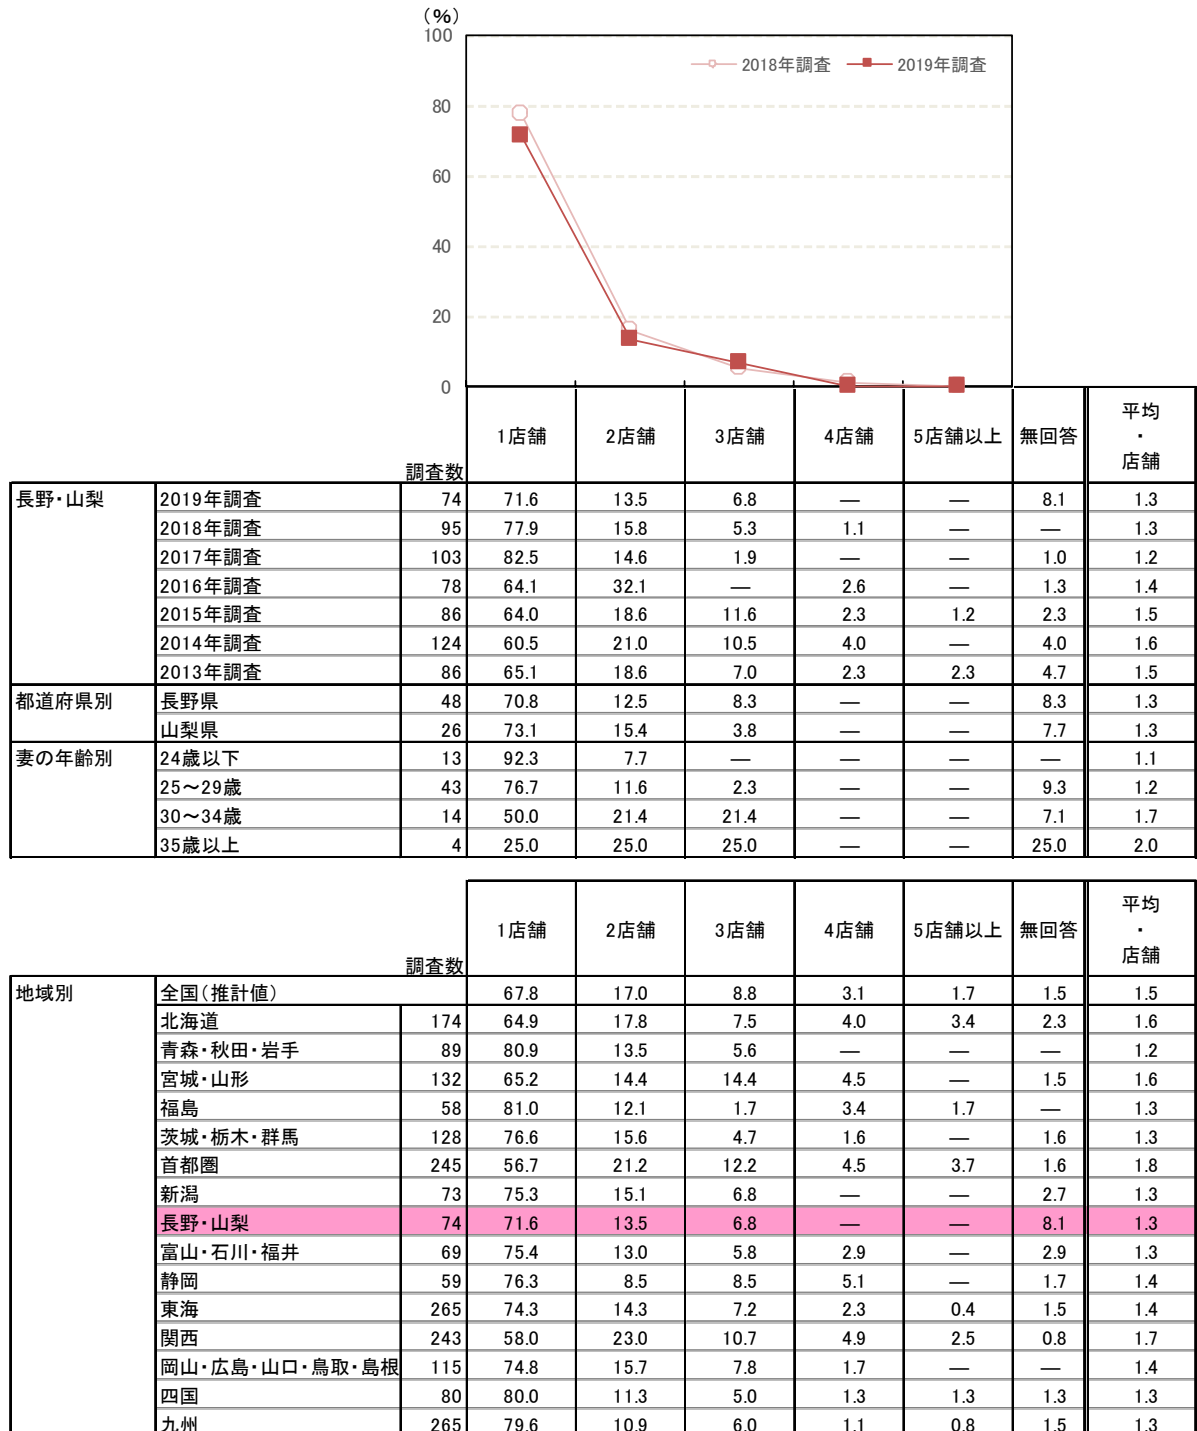 (%)
100
80
60
40
20
0
2018年調査 2019年調査
調査数 1店舗 2店舗 3店舗 4店舗 5店舗以上 無回答 平均・店舗
長野・山梨 2019年調査 74 71.6 13.5 6.8 — — 8.1 1.3
2018年調査 95 77.9 15.8 5.3 1.1 — — 1.3
2017年調査 103 82.5 14.6 1.9 — — 1.0 1.2
2016年調査 78 64.1 32.1 — 2.6 — 1.3 1.4
2015年調査 86 64.0 18.6 11.6 2.3 1.2 2.3 1.5
2014年調査 124 60.5 21.0 10.5 4.0 — 4.0 1.6
2013年調査 86 65.1 18.6 7.0 2.3 2.3 4.7 1.5
都道府県別 長野県 48 70.8 12.5 8.3 — — 8.3 1.3
山梨県 26 73.1 15.4 3.8 — — 7.7 1.3
妻の年齢別 24歳以下 13 92.3 7.7 — — — — 1.1
25～29歳 43 76.7 11.6 2.3 — — 9.3 1.2
30～34歳 14 50.0 21.4 21.4 — — 7.1 1.7
35歳以上 4 25.0 25.0 25.0 — — 25.0 2.0
調査数 1店舗 2店舗 3店舗 4店舗 5店舗以上 無回答 平均・店舗
地域別 全国(推計値) 67.8 17.0 8.8 3.1 1.7 1.5 1.5
北海道 174 64.9 17.8 7.5 4.0 3.4 2.3 1.6
青森・秋田・岩手 89 80.9 13.5 5.6 — — — 1.2
宮城・山形 132 65.2 14.4 14.4 4.5 — 1.5 1.6
福島 58 81.0 12.1 1.7 3.4 1.7 — 1.3
茨城・栃木・群馬 128 76.6 15.6 4.7 1.6 — 1.6 1.3
首都圏 245 56.7 21.2 12.2 4.5 3.7 1.6 1.8
新潟 73 75.3 15.1 6.8 — — 2.7 1.3
長野・山梨 74 71.6 13.5 6.8 — — 8.1 1.3
富山・石川・福井 69 75.4 13.0 5.8 2.9 — 2.9 1.3
静岡 59 76.3 8.5 8.5 5.1 — 1.7 1.4
東海 265 74.3 14.3 7.2 2.3 0.4 1.5 1.4
関西 243 58.0 23.0 10.7 4.9 2.5 0.8 1.7
岡山・広島・山口・鳥取・島根 115 74.8 15.7 7.8 1.7 — — 1.4
四国 80 80.0 11.3 5.0 1.3 1.3 1.3 1.3
九州 265 79.6 10.9 6.0 1.1 0.8 1.5 1.3